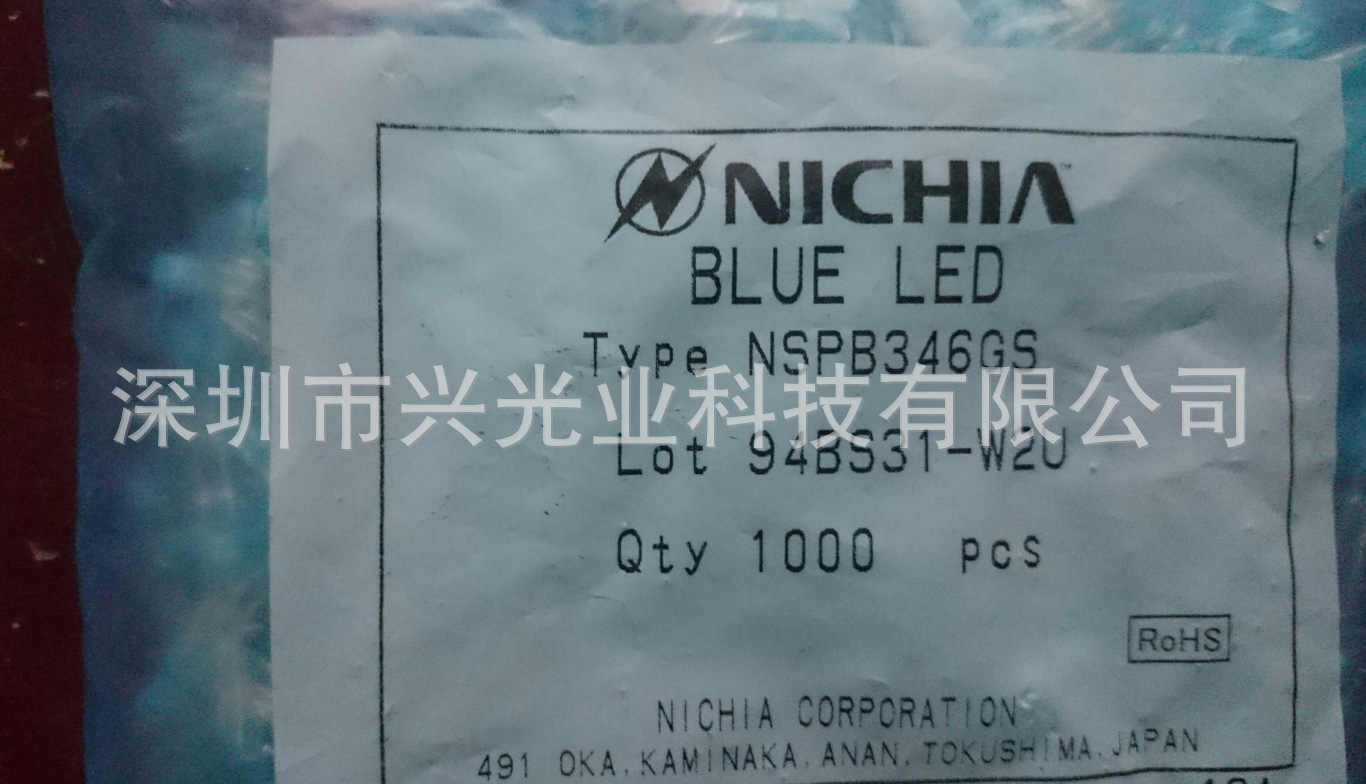 NICHIA™
BLUE LED
Type NSPB346GS
深圳市兴光业科技有限公司
Lot 94BS31-W2U
Qty 1000 pcs
RoHS
NICHIA CORPORATION
491 OKA, KAMINAKA, ANAN, TOKUSHIMA, JAPAN